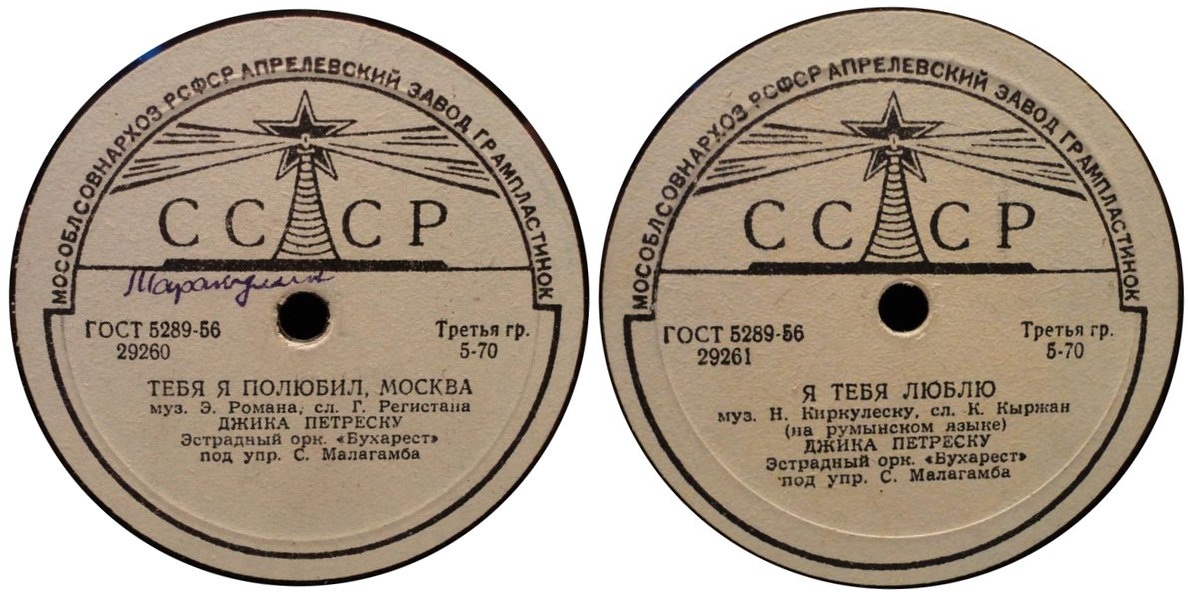 МОСОБЛСОВНАРХОЗ РСФСР АПРЕЛЕВСКИЙ ЗАВОД ГРАМПЛАСТИНОК
СССР
ГОСТ 5289-56
29260
Третья гр.
5-70
ТЕБЯ Я ПОЛЮБИЛ, МОСКВА
муз. Э. Романа, сл. Г. Регистана
ДЖИКА ПЕТРЕСКУ
Эстрадный орк. «Бухарест»
под упр. С. Малагамба
МОСОБЛСОВНАРХОЗ РСФСР АПРЕЛЕВСКИЙ ЗАВОД ГРАМПЛАСТИНОК
СССР
ГОСТ 5289-56
29261
Третья гр.
5-70
Я ТЕБЯ ЛЮБЛЮ
муз. Н. Киркулеску, сл. К. Кыржан
(на румынском языке)
ДЖИКА ПЕТРЕСКУ
Эстрадный орк. «Бухарест»
под упр. С. Малагамба